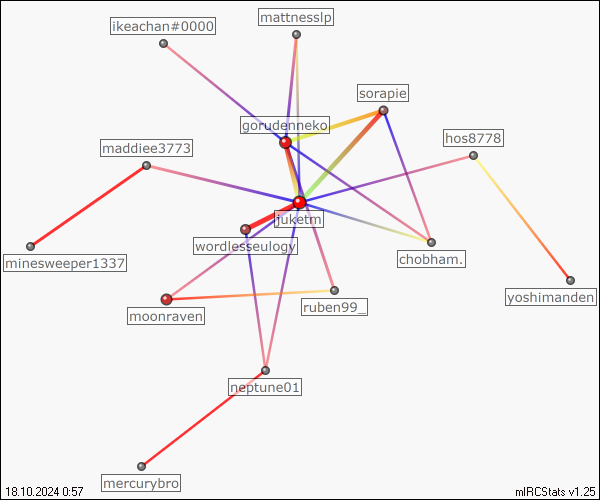 mattnesslp
ikeachan#0000
sorapie
gorudenneko
hos8778
maddiee3773
juketm
wordlesseulogy
chobham.
minesweeper1337
yoshimanden
ruben99_
moonraven
neptune01
mercurybro
18.10.2024 0:57
mIRCStats v1.25